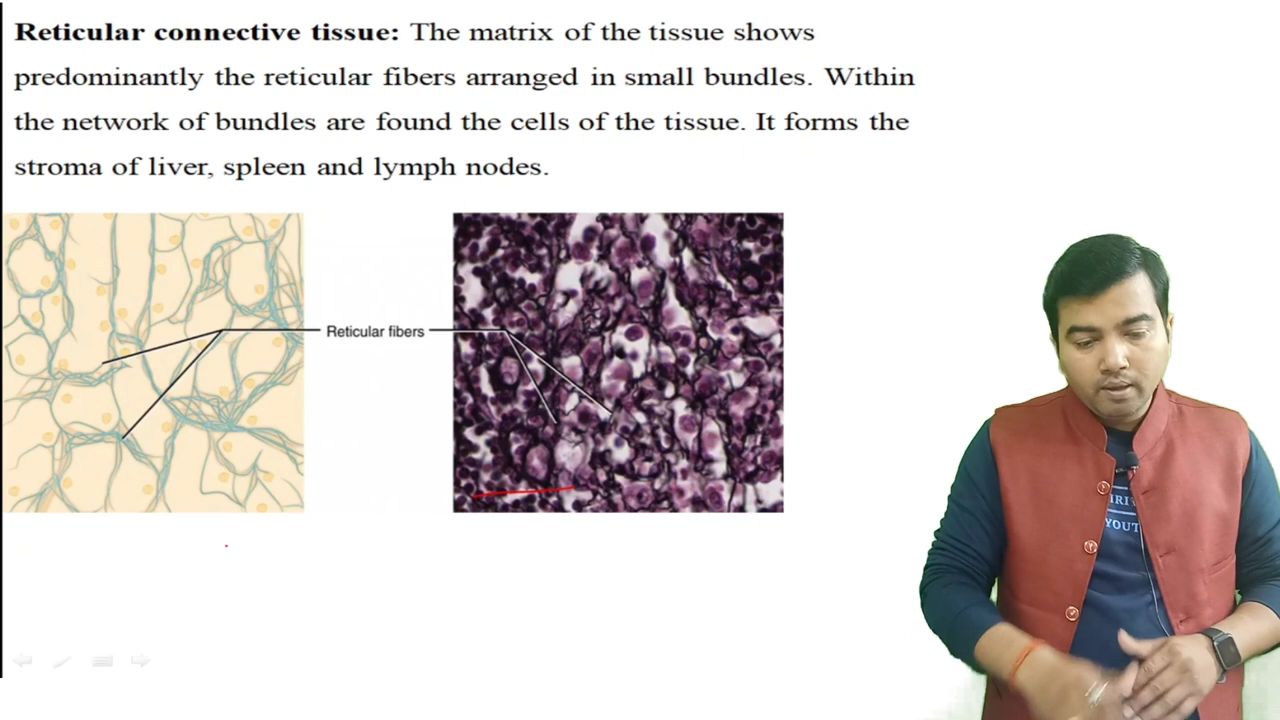 Reticular connective tissue: The matrix of the tissue shows
predominantly the reticular fibers arranged in small bundles. Within
the network of bundles are found the cells of the tissue. It forms the
stroma of liver, spleen and lymph nodes.
Reticular fibers
YOUT